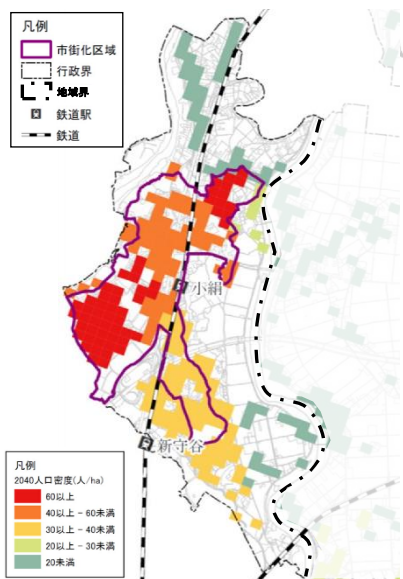 凡例
市街化区域
行政界
地域界
鉄道駅
鉄道
小絹
新守谷
凡例
2040人口密度(人/ha)
60以上
40以上 - 60未満
30以上 - 40未満
20以上 - 30未満
20未満